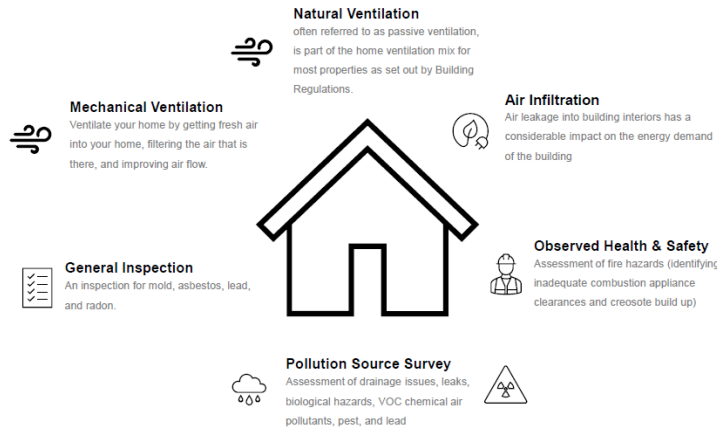 Natural Ventilation
often referred to as passive ventilation,
is part of the home ventilation mix for
most properties as set out by Building
Regulations.
Mechanical Ventilation
Ventilate your home by getting fresh air
into your home, filtering the air that is
there, and improving air flow.
Air Infiltration
Air leakage into building interiors has a
considerable impact on the energy demand
of the building
General Inspection
An inspection for mold, asbestos, lead,
and radon.
Observed Health & Safety
Assessment of fire hazards (identifying
inadequate combustion appliance
clearances and creosote build up)
Pollution Source Survey
Assessment of drainage issues, leaks,
biological hazards, VOC chemical air
pollutants, pest, and lead